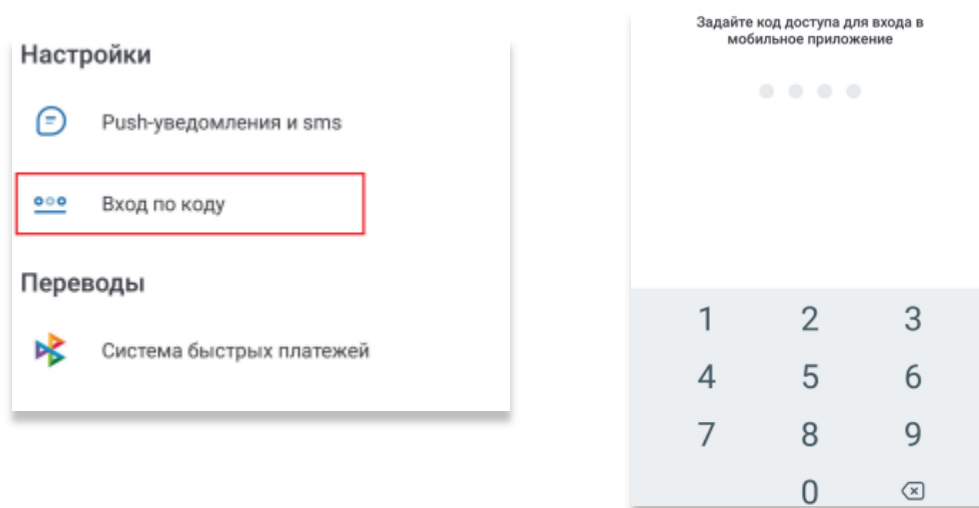 Настройки
Push-уведомления и sms
Вход по коду
Переводы
Система быстрых платежей
Задайте код доступа для входа в
мобильное приложение
1 2 3
4 5 6
7 8 9
0